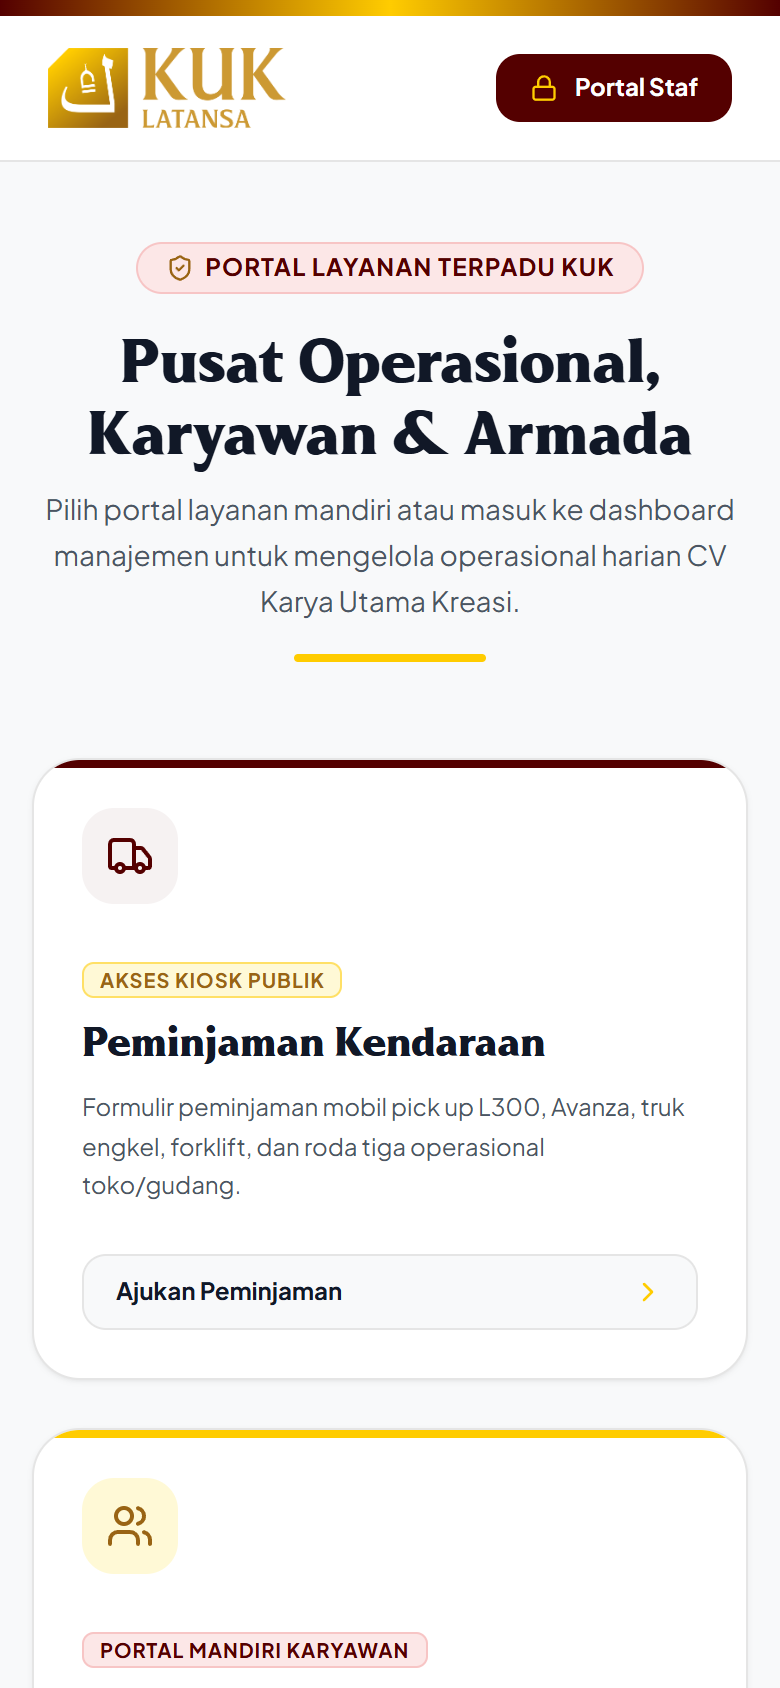 KUK
LATANSA
Portal Staf
PORTAL LAYANAN TERPADU KUK
Pusat Operasional,
Karyawan & Armada
Pilih portal layanan mandiri atau masuk ke dashboard
manajemen untuk mengelola operasional harian CV
Karya Utama Kreasi.
AKSES KIOSK PUBLIK
Peminjaman Kendaraan
Formulir peminjaman mobil pick up L300, Avanza, truk
engkel, forklift, dan roda tiga operasional
toko/gudang.
Ajukan Peminjaman
PORTAL MANDIRI KARYAWAN